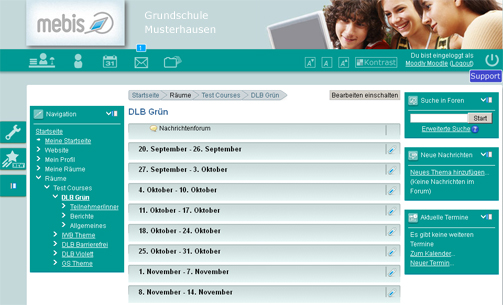 mebis
Grundschule
Musterhausen
1
31
A
A
A
Kontrast
Du bist eingeloggt als
Moodly Moodle (Logout)
Support
Startseite
Räume
Test Courses
DLB Grün
Bearbeiten einschalten
Navigation
Startseite
Meine Startseite
Website
Mein Profil
Meine Räume
Räume
Test Courses
DLB Grün
TeilnehmerInnen
Berichte
Allgemeines
DLB Barrierefrei
DLB Violett
GS Theme
DLB Grün
Nachrichtenforum
20. September - 26. September
27. September - 3. Oktober
4. Oktober - 10. Oktober
11. Oktober - 17. Oktober
18. Oktober - 24. Oktober
25. Oktober - 31. Oktober
1. November - 7. November
8. November - 14. November
Suche in Foren
Start
Erweiterte Suche ?
Neue Nachrichten
Neues Thema hinzufügen...
(Keine Nachrichten im
Forum)
Aktuelle Termine
Es gibt keine weiteren
Termine
Zum Kalender...
Neuer Termin...